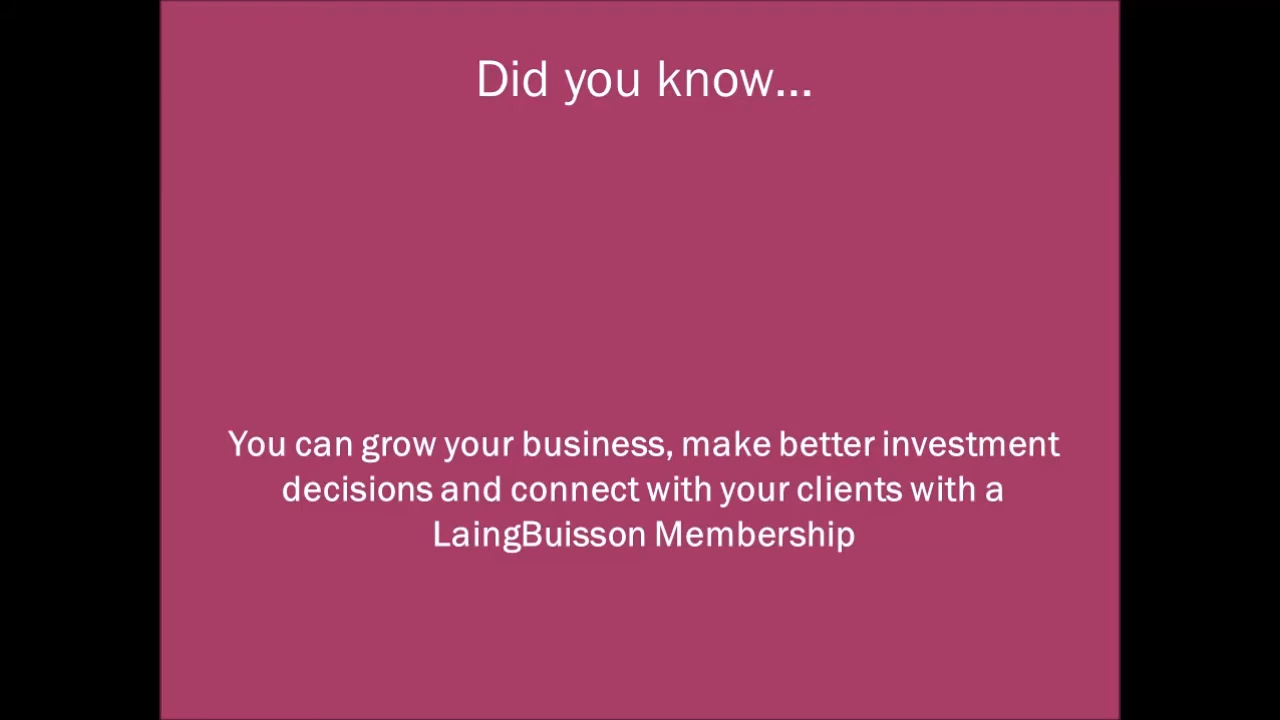 Did you know...
You can grow your business, make better investment
decisions and connect with your clients with a
LaingBuisson Membership